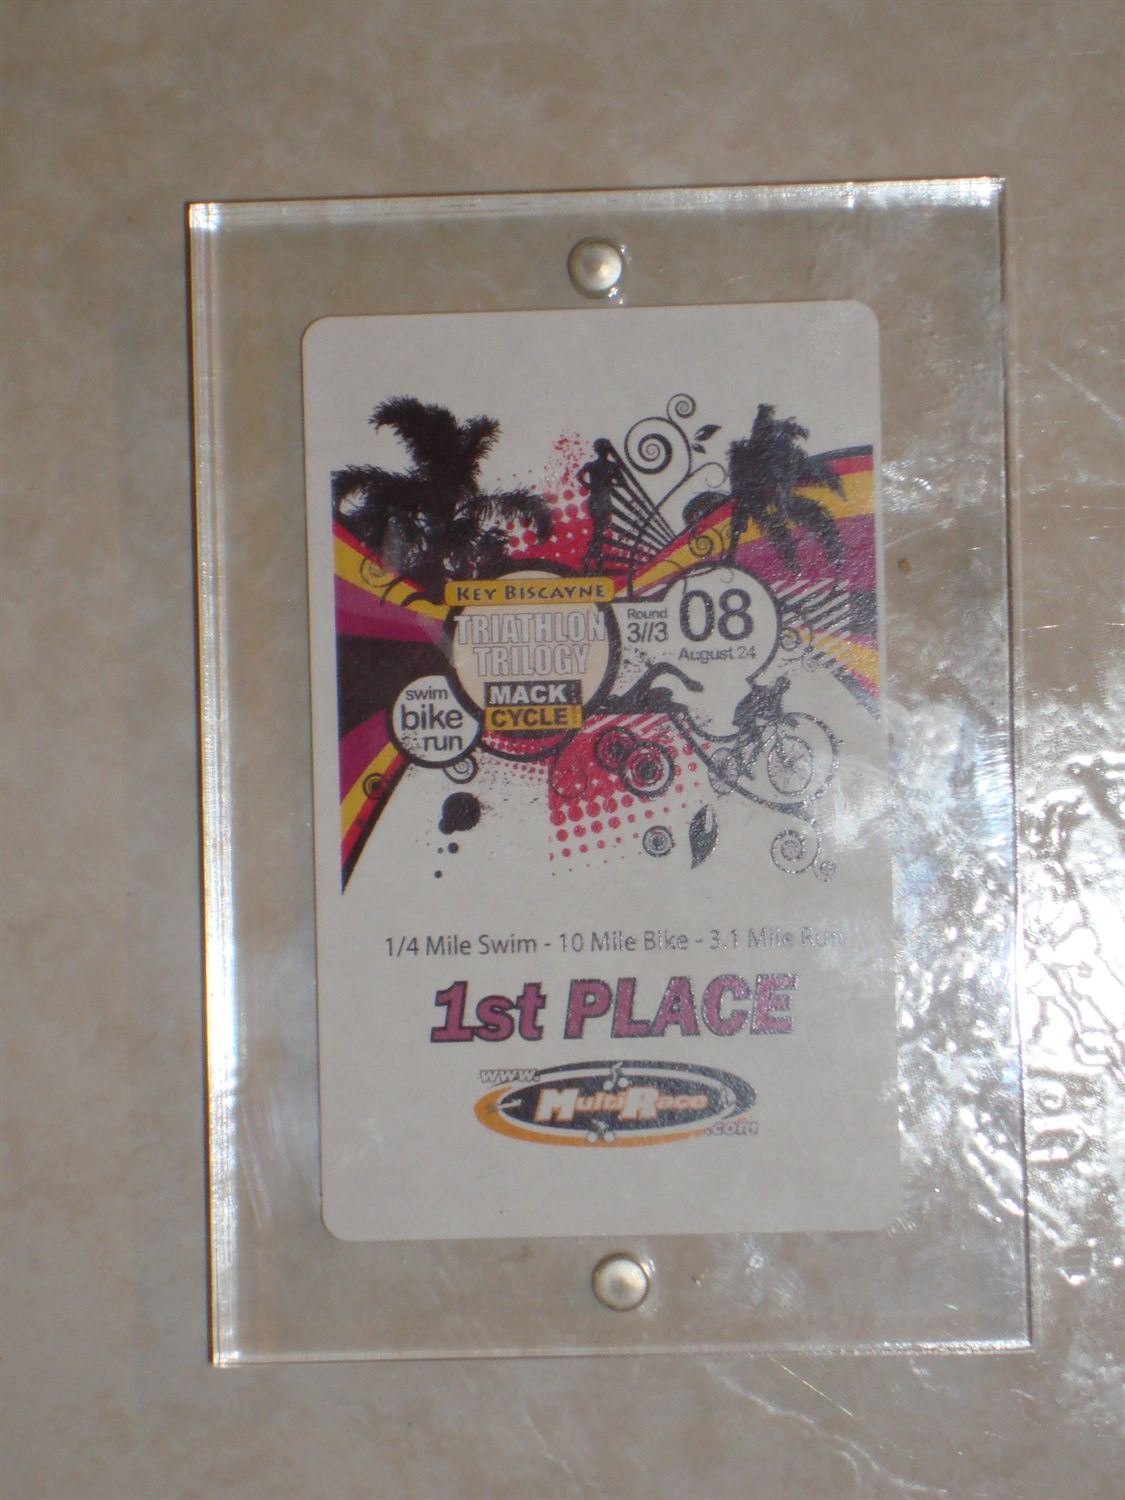 KEY BISCAYNE
TRIATHLON
TRILOGY
MACK
CYCLE
Round
3//3
08
August 24
swim
bike
run
1/4 Mile Swim - 10 Mile Bike - 3.1 Mile Run
1st PLACE
www.
MultiRace
.com